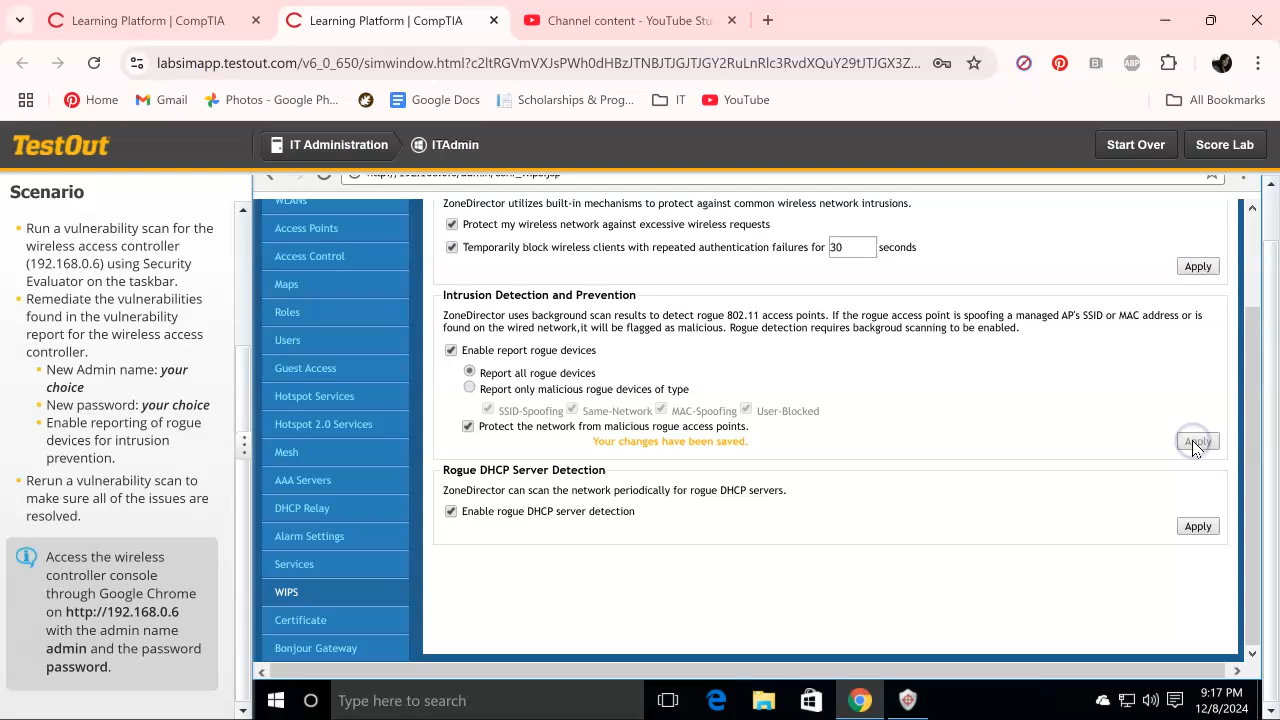 Learning Platform | CompTIA
Learning Platform | CompTIA
Channel content - YouTube Stu
labsimapp.testout.com/v6_0_650/simwindow.html?c2ltRGVmVXJsPWh0dHBzJTNBJTJGJTJGY2RuLnRlc3RvdXQuY29tJTJGX3Z...
Home
Gmail
Photos - Google Ph...
Google Docs
Scholarships & Prog...
IT
YouTube
All Bookmarks
TestOut
IT Administration
ITAdmin
Start Over
Score Lab
Scenario
Run a vulnerability scan for the
wireless access controller
(192.168.0.6) using Security
Evaluator on the taskbar.
Remediate the vulnerabilities
found in the vulnerability
report for the wireless access
controller.
New Admin name: your
choice
New password: your choice
Enable reporting of rogue
devices for intrusion
prevention.
Rerun a vulnerability scan to
make sure all of the issues are
resolved.
Access the wireless
controller console
through Google Chrome
on http://192.168.0.6
with the admin name
admin and the password
password.
WLANs
Access Points
Access Control
Maps
Roles
Users
Guest Access
Hotspot Services
Hotspot 2.0 Services
Mesh
AAA Servers
DHCP Relay
Alarm Settings
Services
WIPS
Certificate
Bonjour Gateway
ZoneDirector utilizes built-in mechanisms to protect against common wireless network intrusions.
Protect my wireless network against excessive wireless requests
Temporarily block wireless clients with repeated authentication failures for 30 seconds
Apply
Intrusion Detection and Prevention
ZoneDirector uses background scan results to detect rogue 802.11 access points. If the rogue access point is spoofing a managed AP's SSID or MAC address or is
found on the wired network,it will be flagged as malicious. Rogue detection requires backgroud scanning to be enabled.
Enable report rogue devices
Report all rogue devices
Report only malicious rogue devices of type
SSID-Spoofing Same-Network MAC-Spoofing User-Blocked
Protect the network from malicious rogue access points.
Your changes have been saved.
Apply
Rogue DHCP Server Detection
ZoneDirector can scan the network periodically for rogue DHCP servers.
Enable rogue DHCP server detection
Apply
Type here to search
9:17 PM
12/8/2024